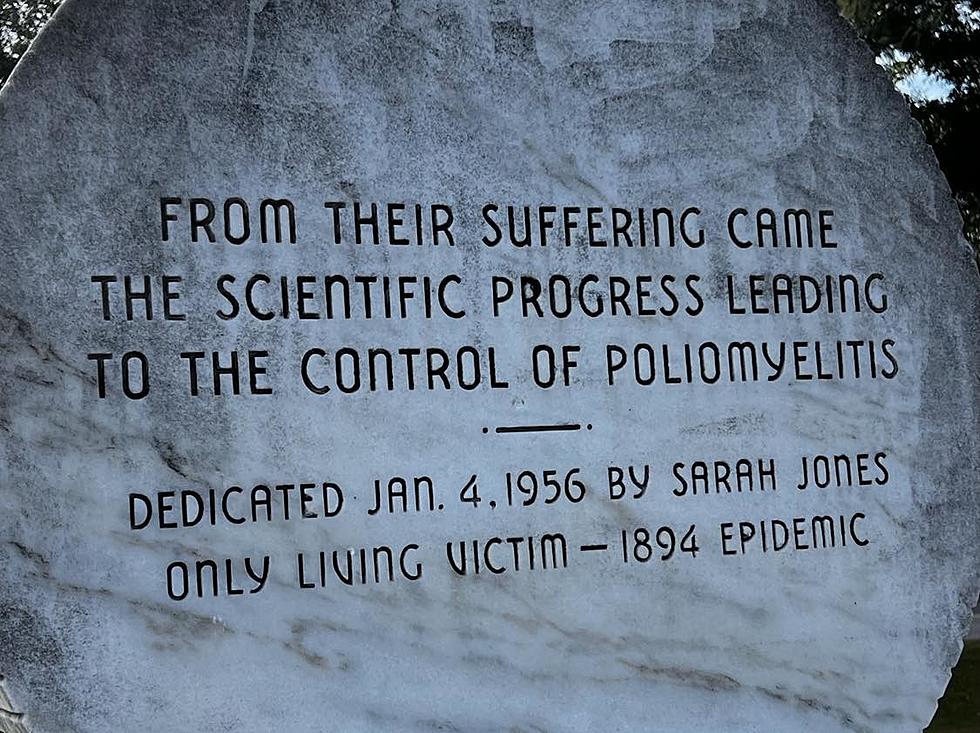 FROM THEIR SUFFERING CAME
THE SCIENTIFIC PROGRESS LEADING
TO THE CONTROL OF POLIOMYELITIS
DEDICATED JAN. 4, 1956 BY SARAH JONES
ONLY LIVING VICTIM — 1894 EPIDEMIC